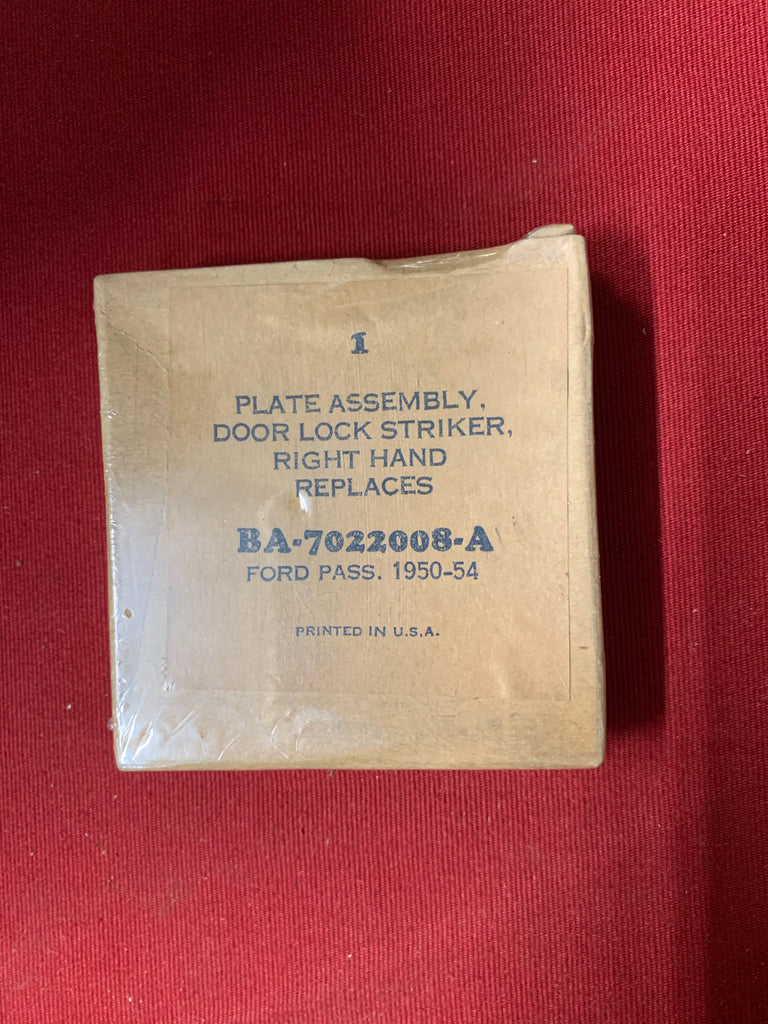 1
PLATE ASSEMBLY,
DOOR LOCK STRIKER,
RIGHT HAND
REPLACES
BA-7022008-A
FORD PASS. 1950-54
PRINTED IN U.S.A.